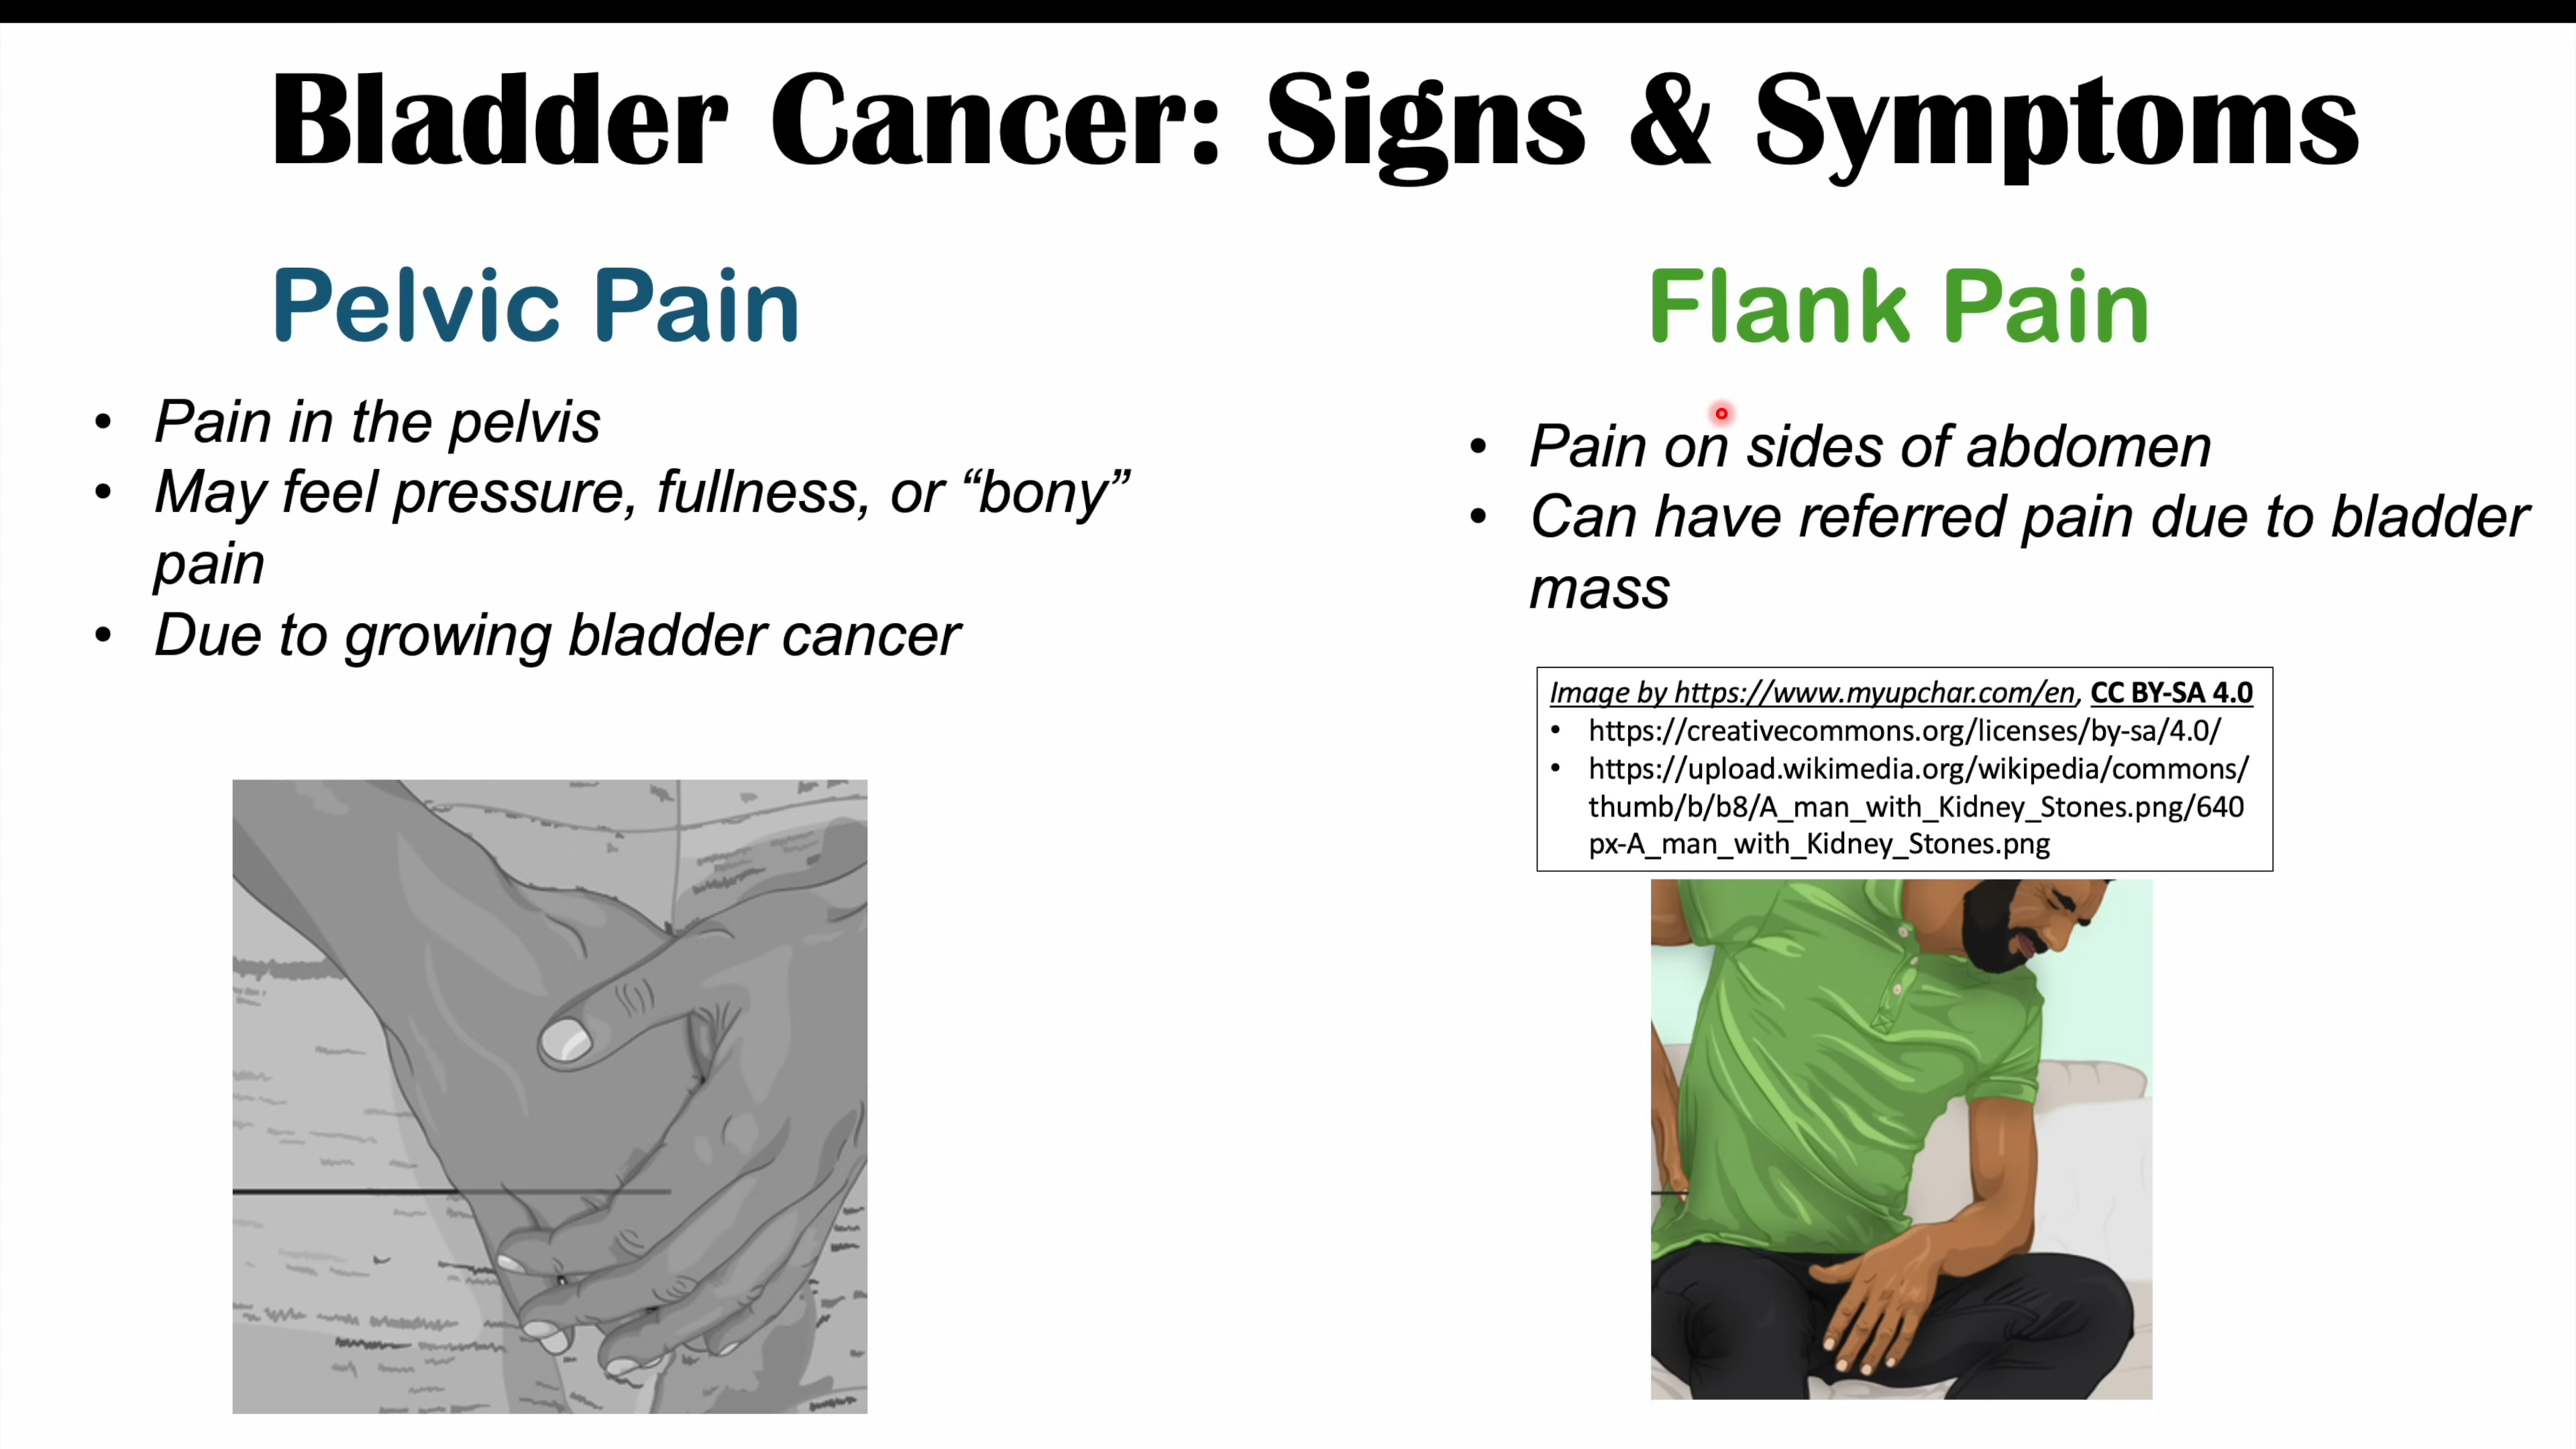 Bladder Cancer: Signs & Symptoms
Pelvic Pain
• Pain in the pelvis
• May feel pressure, fullness, or “bony”
pain
• Due to growing bladder cancer
Flank Pain
• Pain on sides of abdomen
• Can have referred pain due to bladder
mass
Image by https://www.myupchar.com/en, CC BY-SA 4.0
• https://creativecommons.org/licenses/by-sa/4.0/
• https://upload.wikimedia.org/wikipedia/commons/
thumb/b/b8/A_man_with_Kidney_Stones.png/640
px-A_man_with_Kidney_Stones.png